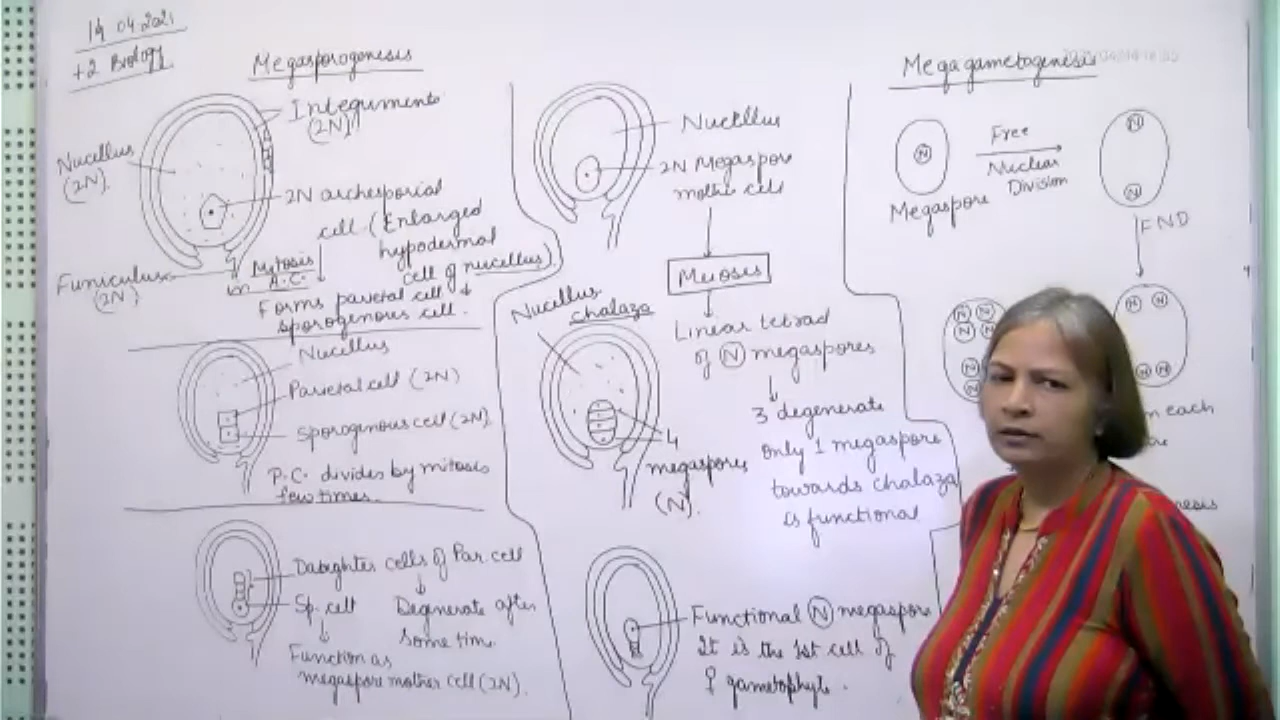 14 04.2021
+2 Biology
Megasporogenesis
Integuments
(2N)
Nucellus
(2N).
2N archesporial
cell (Enlarged
hypodermal
cell of nucellus)
Mitosis
in A.C.
Funiculus
(2N)
Forms parietal cell &
sporogenous cell.
Nucellus
Parietal cell (2N)
Sporogenous cell (2N)
P.C. divides by mitosis
few times.
Daughter cells of Par. cell
Sp. cell
Degenerate after
some time
Function as
megaspore mother cell (2N).
Nucellus
2N Megaspore
mother cell
Meiosis
Nucellus
chalaza
Linear tetrad
of N megaspores
3 degenerate
4
megaspores
(N).
only 1 megaspore
towards chalaza
is functional
Functional N megaspore
It is the 1st cell of
♀ gametophyte.
Megagametogenesis
N
Free
Nuclear
Division
N
N
Megaspore
FND
N N
N N
N N
N
N
N N
each